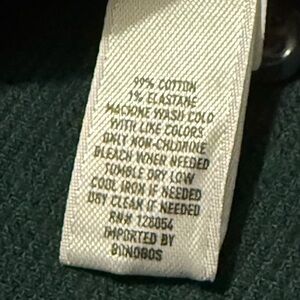 99% COTTON
1% ELASTANE
MACHINE WASH COLD
WITH LIKE COLORS
ONLY NON-CHLORINE
BLEACH WHEN NEEDED
TUMBLE DRY LOW
COOL IRON IF NEEDED
DRY CLEAN IF NEEDED
RN# 128054
IMPORTED BY
BONOBOS